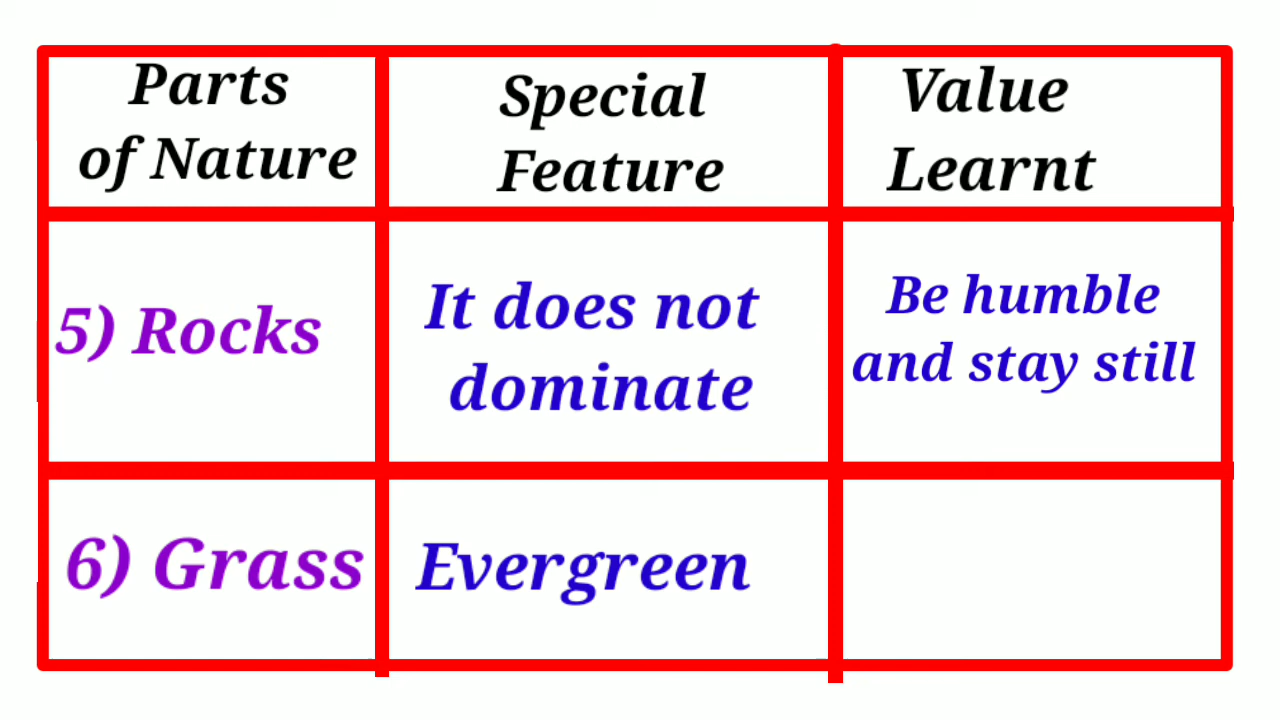 Parts
of Nature
Special
Feature
Value
Learnt
5) Rocks
It does not
dominate
Be humble
and stay still
6) Grass
Evergreen